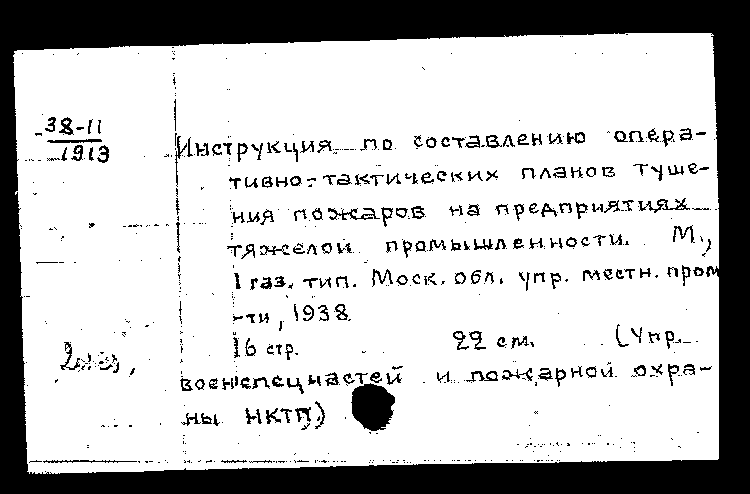 38-11
1913
Инструкция по составлению опера-
тивно-тактических планов туше-
ния пожаров на предприятиях
тяжелой промышленности. М.,
1 газ. тип. Моск. обл. упр. местн. пром
-ти, 1938
16 стр. 22 см. (Упр.
военспецчастей и пожарной охра-
ны НКТП)